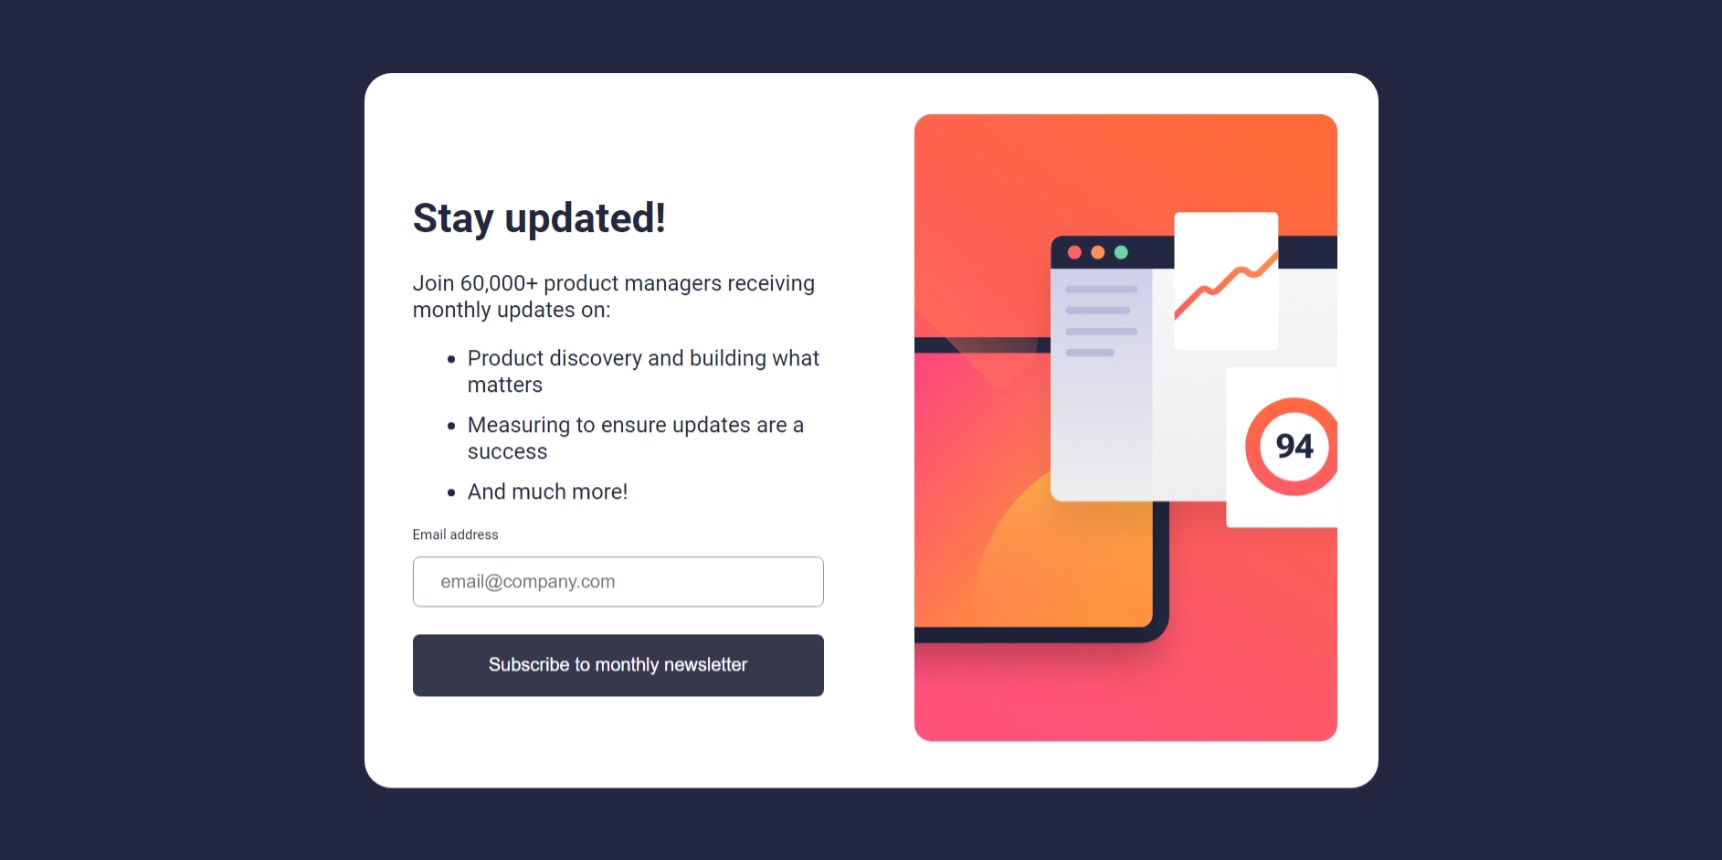 Stay updated!
Join 60,000+ product managers receiving
monthly updates on:
Product discovery and building what
matters
Measuring to ensure updates are a
success
And much more!
Email address
email@company.com
Subscribe to monthly newsletter
94